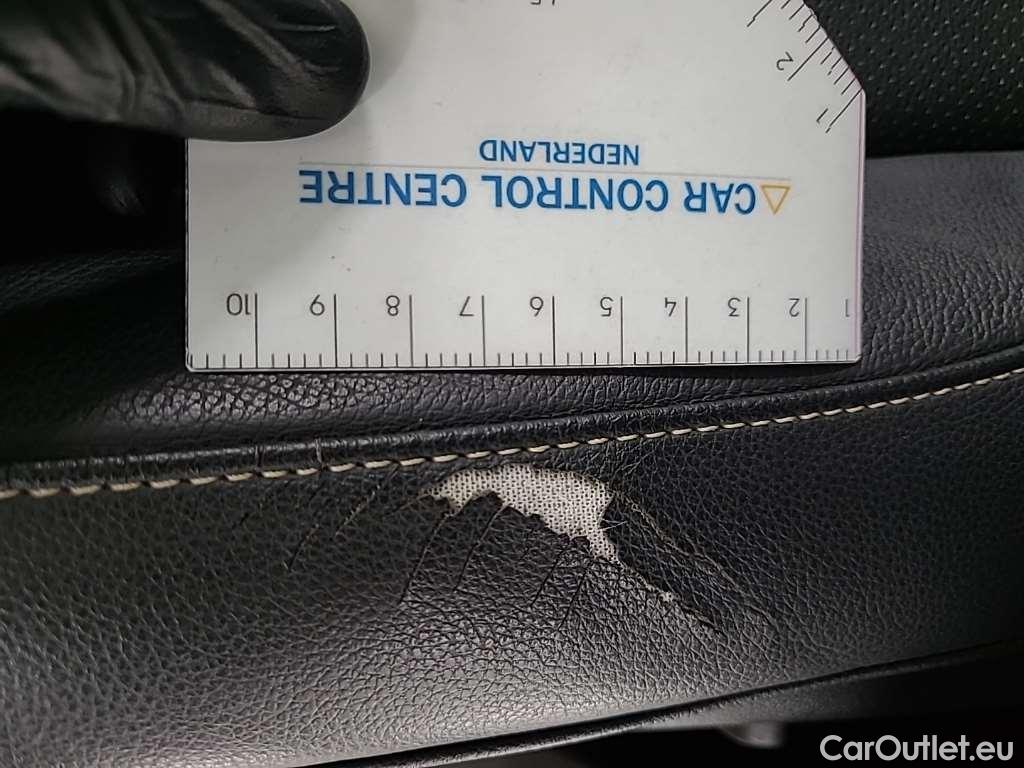 CAR CONTROL CENTRE
NEDERLAND
1 2 3 4 5 6 7 8 9 10
1
2
CarOutlet.eu